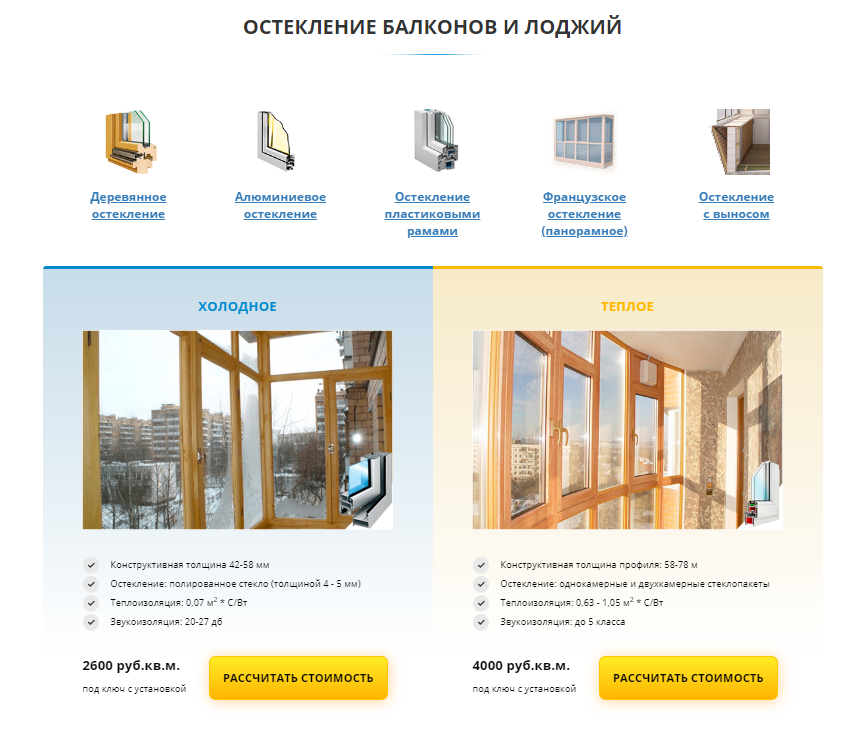 ОСТЕКЛЕНИЕ БАЛКОНОВ И ЛОДЖИЙ
Деревянное
остекление
Алюминиевое
остекление
Остекление
пластиковыми
рамами
Французское
остекление
(панорамное)
Остекление
с выносом
ХОЛОДНОЕ
Конструктивная толщина 42-58 мм
Остекление: полированное стекло (толщиной 4 - 5 мм)
Теплоизоляция: 0,07 м² * С/Вт
Звукоизоляция: 20-27 дб
2600 руб.кв.м.
под ключ с установкой
РАССЧИТАТЬ СТОИМОСТЬ
ТЕПЛОЕ
Конструктивная толщина профиля: 58-78 м
Остекление: однокамерные и двухкамерные стеклопакеты
Теплоизоляция: 0,63 - 1,05 м² * С/Вт
Звукоизоляция: до 5 класса
4000 руб.кв.м.
под ключ с установкой
РАССЧИТАТЬ СТОИМОСТЬ